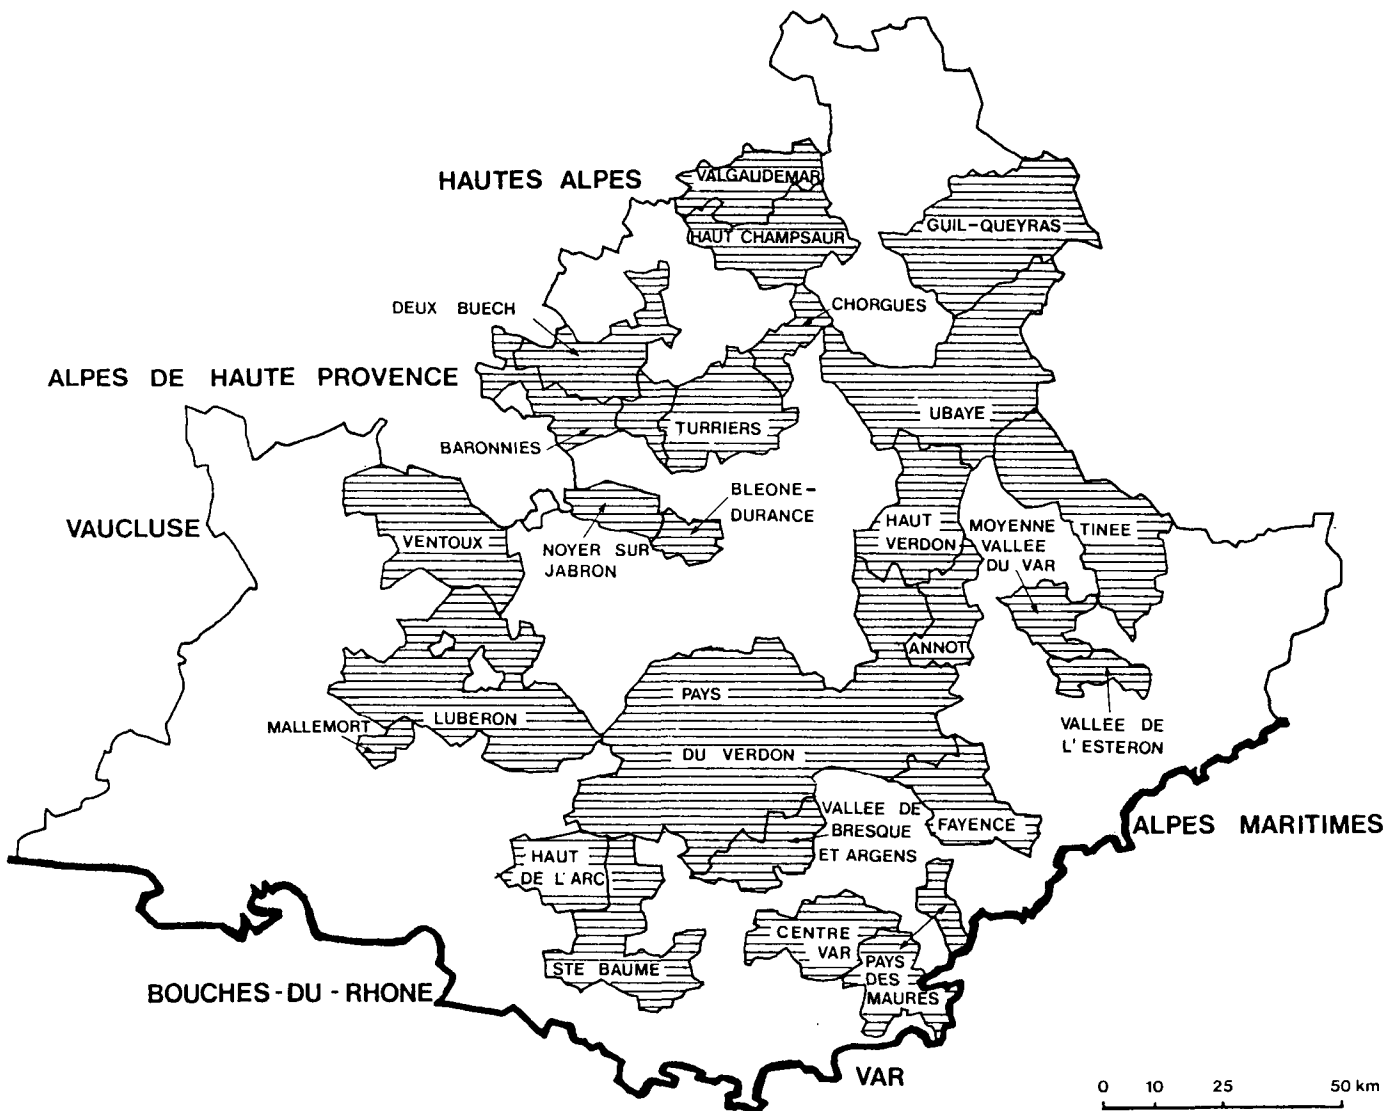 VALGAUDEMAR
HAUTES ALPES
GUIL-QUEYRAS
HAUT CHAMPSAUR
CHORGUES
DEUX BUECH
ALPES DE HAUTE PROVENCE
UBAYE
TURRIERS
BARONNIES
BLEONE-
DURANCE
VAUCLUSE
VENTOUX
NOYER SUR
JABRON
HAUT
VERDON
MOYENNE
VALLEE
DU VAR
TINEE
ANNOT
PAYS
DU VERDON
LUBERON
MALLEMORT
VALLEE DE
L'ESTERON
VALLEE DE
BRESQUE
ET ARGENS
FAYENCE
ALPES MARITIMES
HAUT
DE L'ARC
CENTRE
VAR
PAYS
DES
MAURES
STE BAUME
BOUCHES-DU-RHONE
VAR
0 10 25 50 km